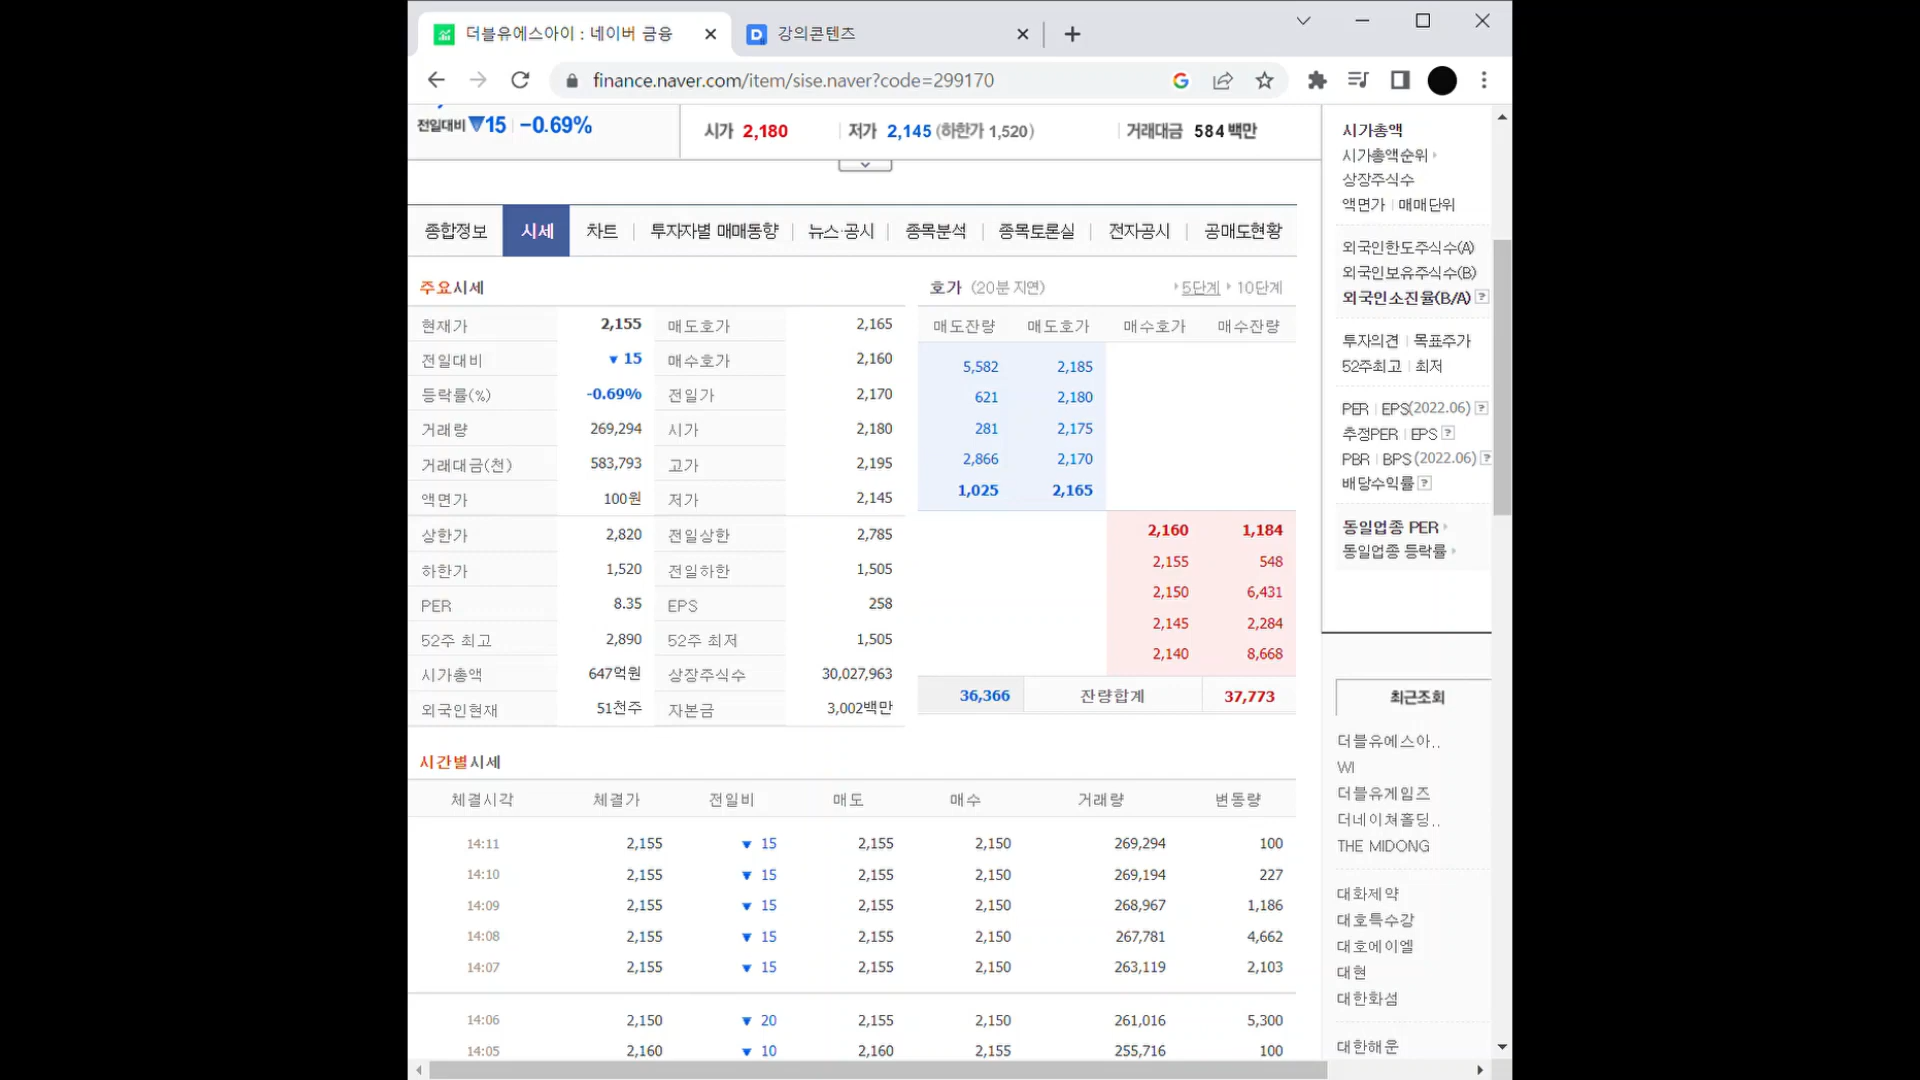 더블유에스아이 : 네이버 금융
강의콘텐츠
finance.naver.com/item/sise.naver?code=299170
전일대비 ▼15 −0.69%
시가 2,180 저가 2,145 (하한가 1,520) 거래대금 584 백만
종합정보 시세 차트 투자자별 매매동향 뉴스·공시 종목분석 종목토론실 전자공시 공매도현황
주요시세
현재가 2,155 매도호가 2,165
전일대비 ▼ 15 매수호가 2,160
등락률(%) -0.69% 전일가 2,170
거래량 269,294 시가 2,180
거래대금(천) 583,793 고가 2,195
액면가 100원 저가 2,145
상한가 2,820 전일상한 2,785
하한가 1,520 전일하한 1,505
PER 8.35 EPS 258
52주 최고 2,890 52주 최저 1,505
시가총액 647억원 상장주식수 30,027,963
외국인현재 51천주 자본금 3,002백만
호가 (20분 지연) 5단계 10단계
매도잔량 매도호가 매수호가 매수잔량
5,582 2,185
621 2,180
281 2,175
2,866 2,170
1,025 2,165
2,160 1,184
2,155 548
2,150 6,431
2,145 2,284
2,140 8,668
36,366 잔량합계 37,773
시간별시세
체결시각 체결가 전일비 매도 매수 거래량 변동량
14:11 2,155 ▼ 15 2,155 2,150 269,294 100
14:10 2,155 ▼ 15 2,155 2,150 269,194 227
14:09 2,155 ▼ 15 2,155 2,150 268,967 1,186
14:08 2,155 ▼ 15 2,155 2,150 267,781 4,662
14:07 2,155 ▼ 15 2,155 2,150 263,119 2,103
14:06 2,150 ▼ 20 2,155 2,150 261,016 5,300
14:05 2,160 ▼ 10 2,160 2,155 255,716 100
시가총액
시가총액순위
상장주식수
액면가 | 매매단위
외국인한도주식수(A)
외국인보유주식수(B)
외국인소진율(B/A) ?
투자의견 | 목표주가
52주최고 | 최저
PER | EPS(2022.06) ?
추정PER | EPS ?
PBR | BPS (2022.06) ?
배당수익률 ?
동일업종 PER
동일업종 등락률
최근조회
더블유에스아..
WI
더블유게임즈
더네이쳐홀딩..
THE MIDONG
대화제약
대호특수강
대호에이엘
대현
대한화섬
대한해운